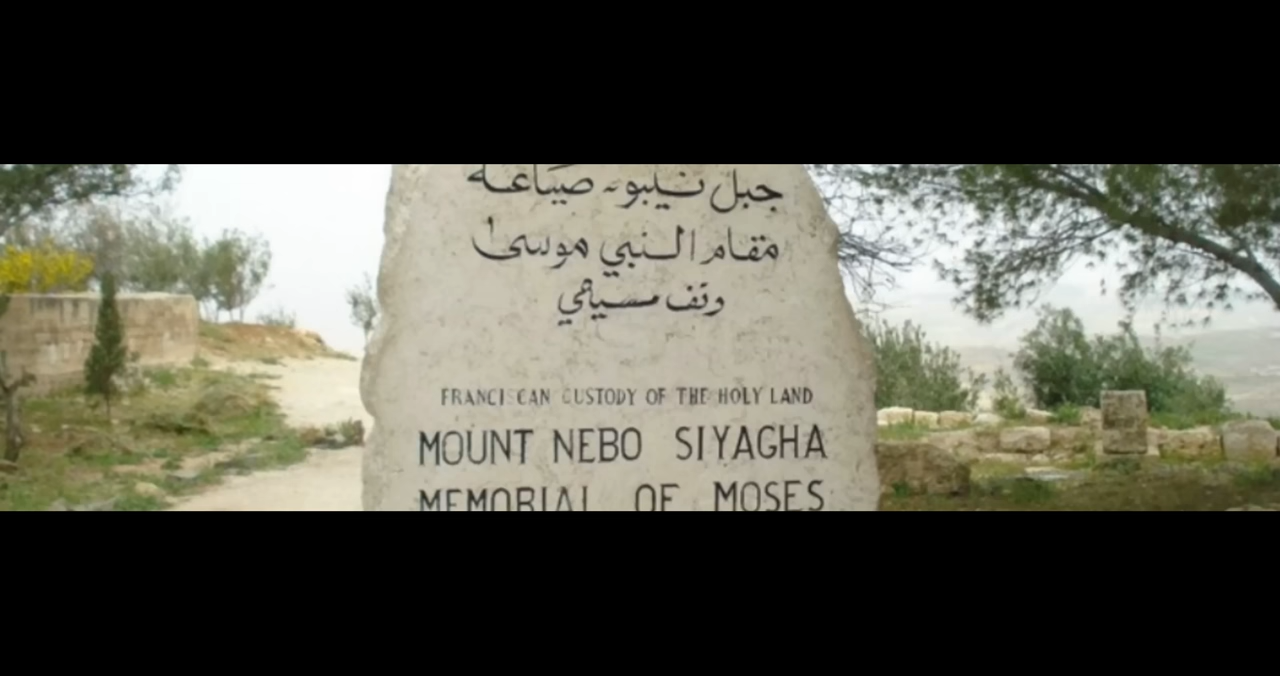 جبل نيبو - صياغة
مقام النبي موسى
وقف مسيحي
FRANCISCAN CUSTODY OF THE HOLY LAND
MOUNT NEBO SIYAGHA
MEMORIAL OF MOSES